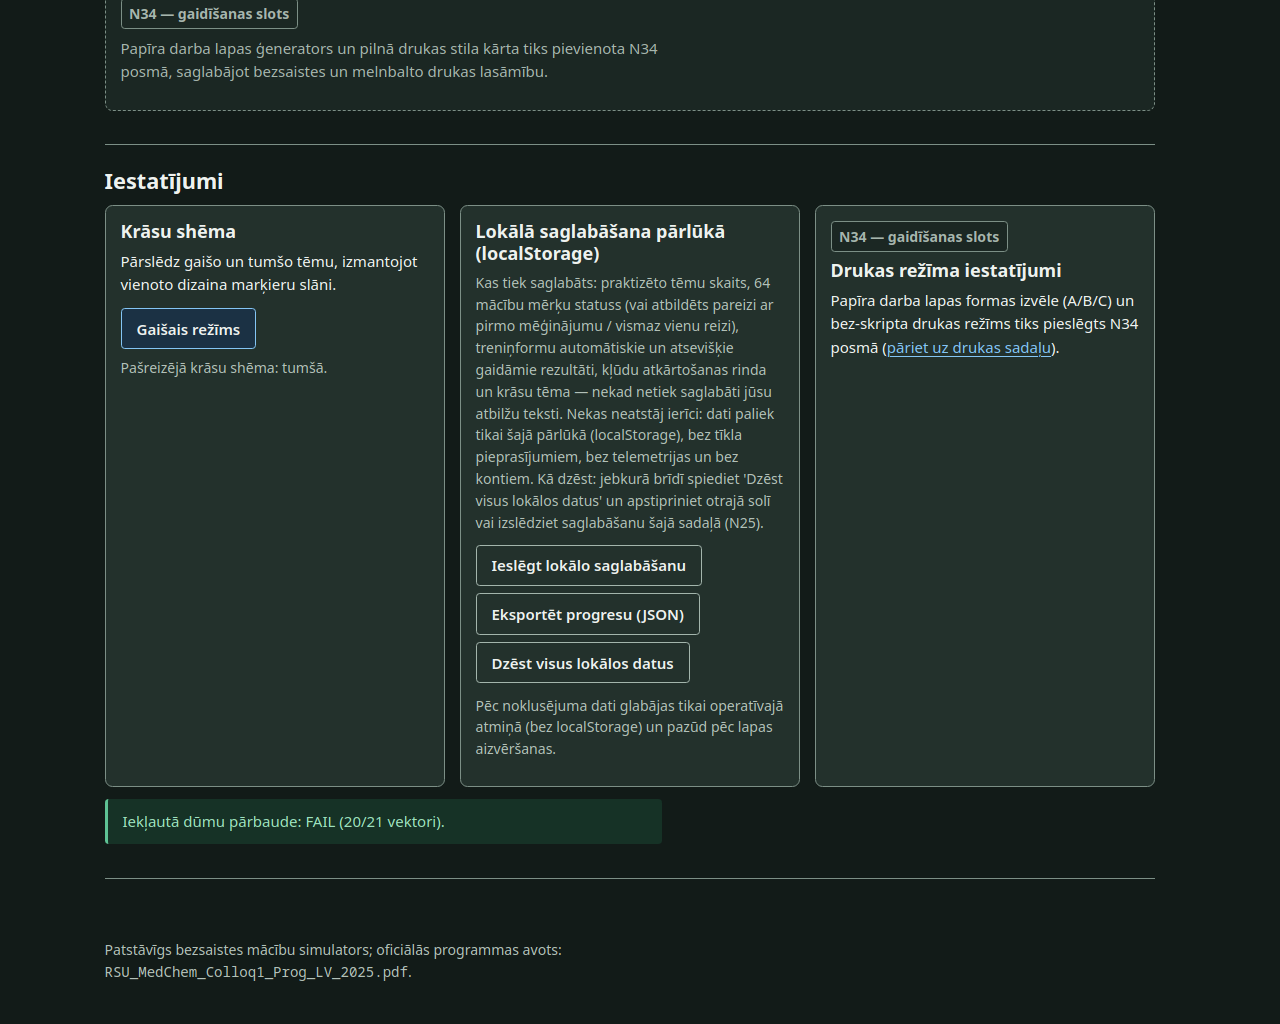 N34 — gaidīšanas slots
Papīra darba lapas ģenerators un pilnā drukas stila kārta tiks pievienota N34
posmā, saglabājot bezsaistes un melnbalto drukas lasāmību.
Iestatījumi
Krāsu shēma
Pārslēdz gaišo un tumšo tēmu, izmantojot
vienoto dizaina marķieru slāni.
Gaišais režīms
Pašreizējā krāsu shēma: tumšā.
Lokālā saglabāšana pārlūkā
(localStorage)
Kas tiek saglabāts: praktizēto tēmu skaits, 64
mācību mērķu statuss (vai atbildēts pareizi ar
pirmo mēģinājumu / vismaz vienu reizi),
treniņformu automātiskie un atsevišķie
gaidāmie rezultāti, kļūdu atkārtošanas rinda
un krāsu tēma — nekad netiek saglabāti jūsu
atbilžu teksti. Nekas neatstāj ierīci: dati paliek
tikai šajā pārlūkā (localStorage), bez tīkla
pieprasījumiem, bez telemetrijas un bez
kontiem. Kā dzēst: jebkurā brīdī spiediet 'Dzēst
visus lokālos datus' un apstipriniet otrajā solī
vai izslēdziet saglabāšanu šajā sadaļā (N25).
Ieslēgt lokālo saglabāšanu
Eksportēt progresu (JSON)
Dzēst visus lokālos datus
Pēc noklusējuma dati glabājas tikai operatīvajā
atmiņā (bez localStorage) un pazūd pēc lapas
aizvēršanas.
N34 — gaidīšanas slots
Drukas režīma iestatījumi
Papīra darba lapas formas izvēle (A/B/C) un
bez-skripta drukas režīms tiks pieslēgts N34
posmā (pāriet uz drukas sadaļu).
Iekļautā dūmu pārbaude: FAIL (20/21 vektori).
Patstāvīgs bezsaistes mācību simulators; oficiālās programmas avots:
RSU_MedChem_Colloq1_Prog_LV_2025.pdf.